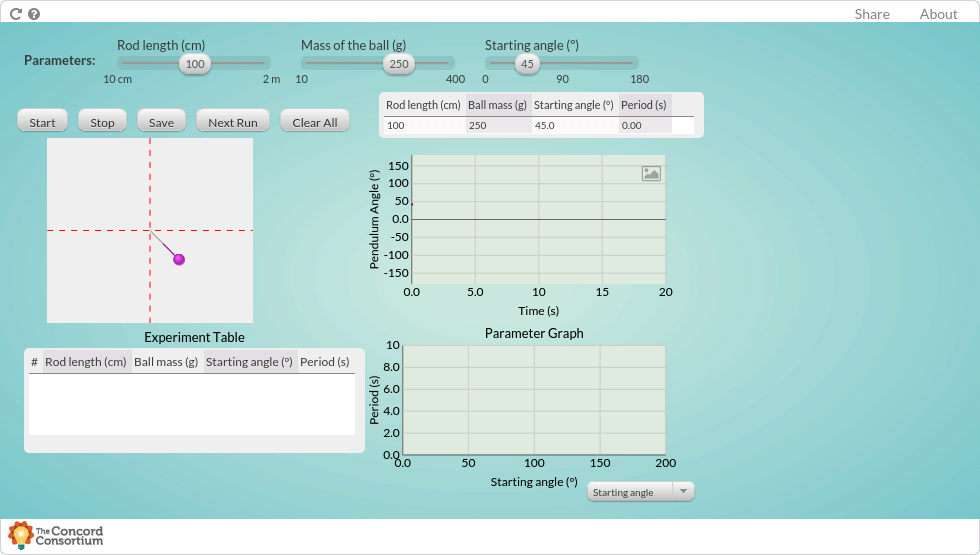 Share About
Parameters:
Rod length (cm)
100
10 cm 2 m
Mass of the ball (g)
250
10 400
Starting angle (°)
45
0 90 180
Start Stop Save Next Run Clear All
Rod length (cm) Ball mass (g) Starting angle (°) Period (s)
100 250 45.0 0.00
Pendulum Angle (°)
150
100
50
0.0
-50
-100
-150
0.0 5.0 10 15 20
Time (s)
Experiment Table
# Rod length (cm) Ball mass (g) Starting angle (°) Period (s)
Parameter Graph
Period (s)
10
8.0
6.0
4.0
2.0
0.0
0.0 50 100 150 200
Starting angle (°)
Starting angle
The Concord
Consortium